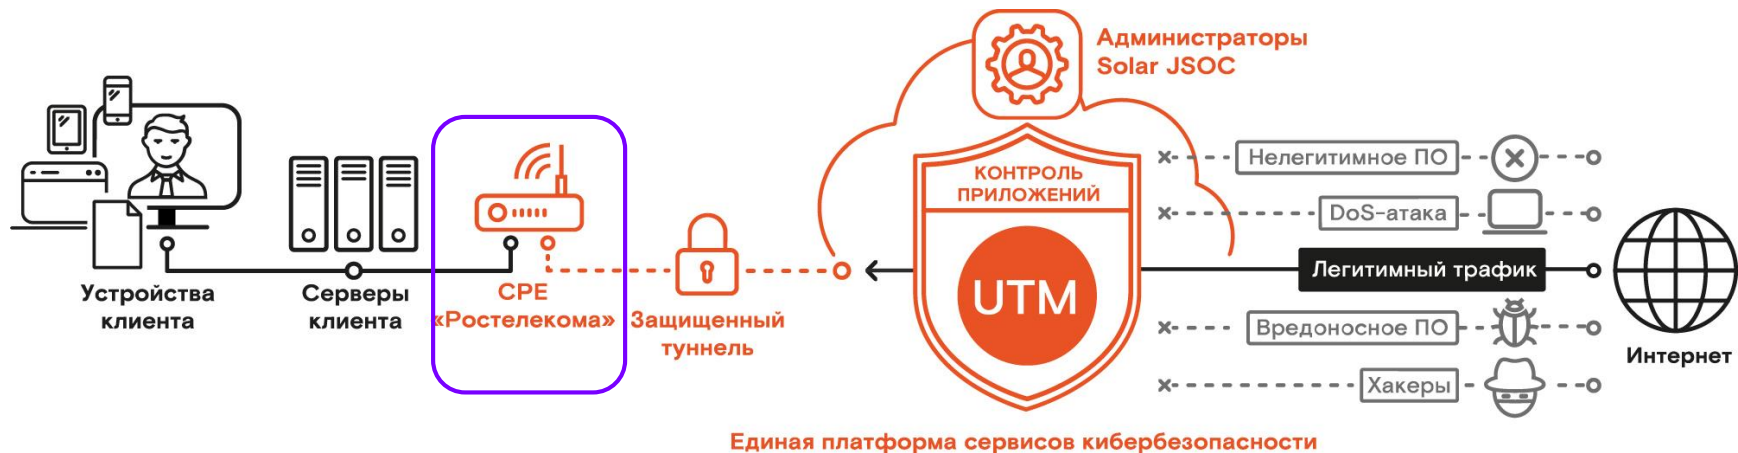 Администраторы
Solar JSOC
КОНТРОЛЬ
ПРИЛОЖЕНИЙ
UTM
Нелегитимное ПО
DoS-атака
Легитимный трафик
Вредоносное ПО
Хакеры
Интернет
Устройства
клиента
Серверы
клиента
CPE
«Ростелекома»
Защищенный
туннель
Единая платформа сервисов кибербезопасности